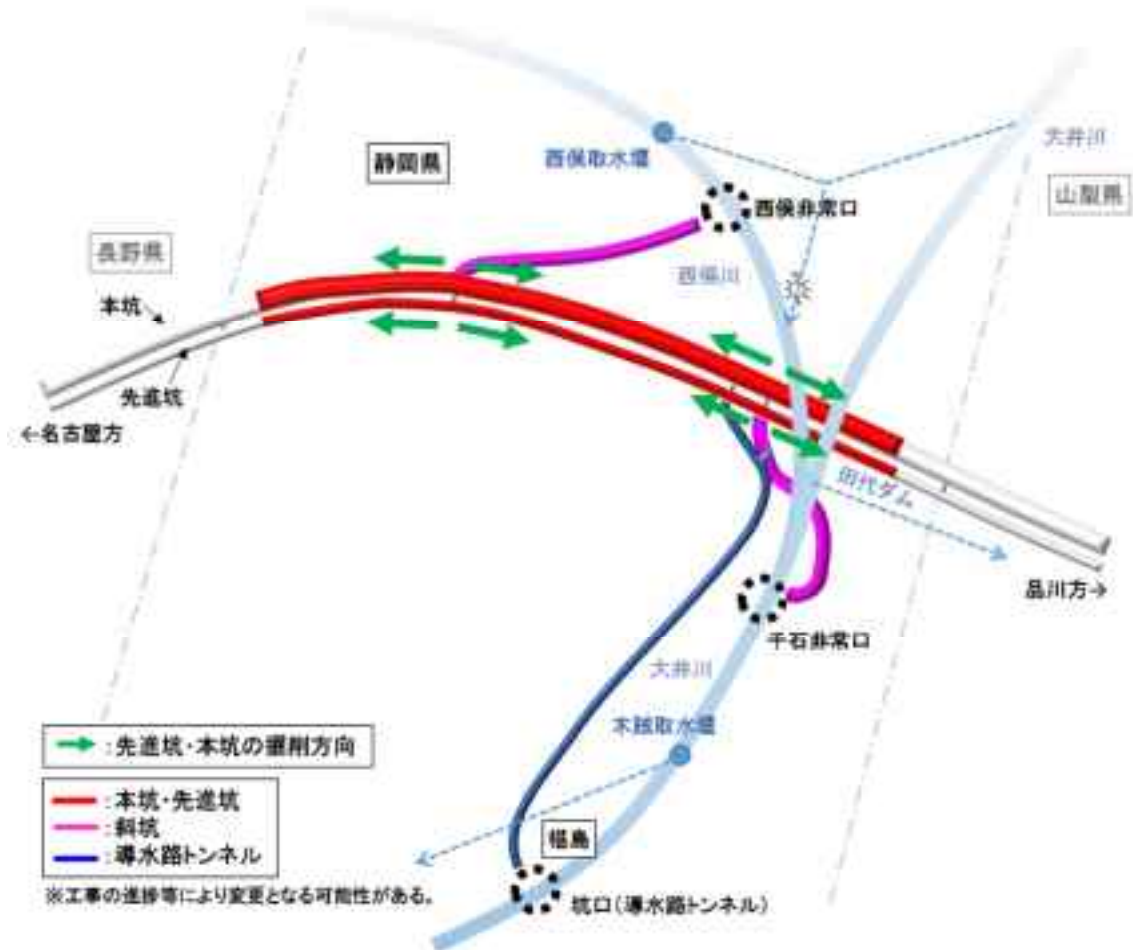 大井川
西俣取水堰
静岡県
山梨県
西俣非常口
長野県
西俣川
本坑
先進坑
←名古屋方
田代ダム
品川方→
千石非常口
大井川
木賊取水堰
:先進坑・本坑の掘削方向
:本坑・先進坑
:斜坑
:導水路トンネル
椹島
※工事の進捗等により変更となる可能性がある。
坑口(導水路トンネル)